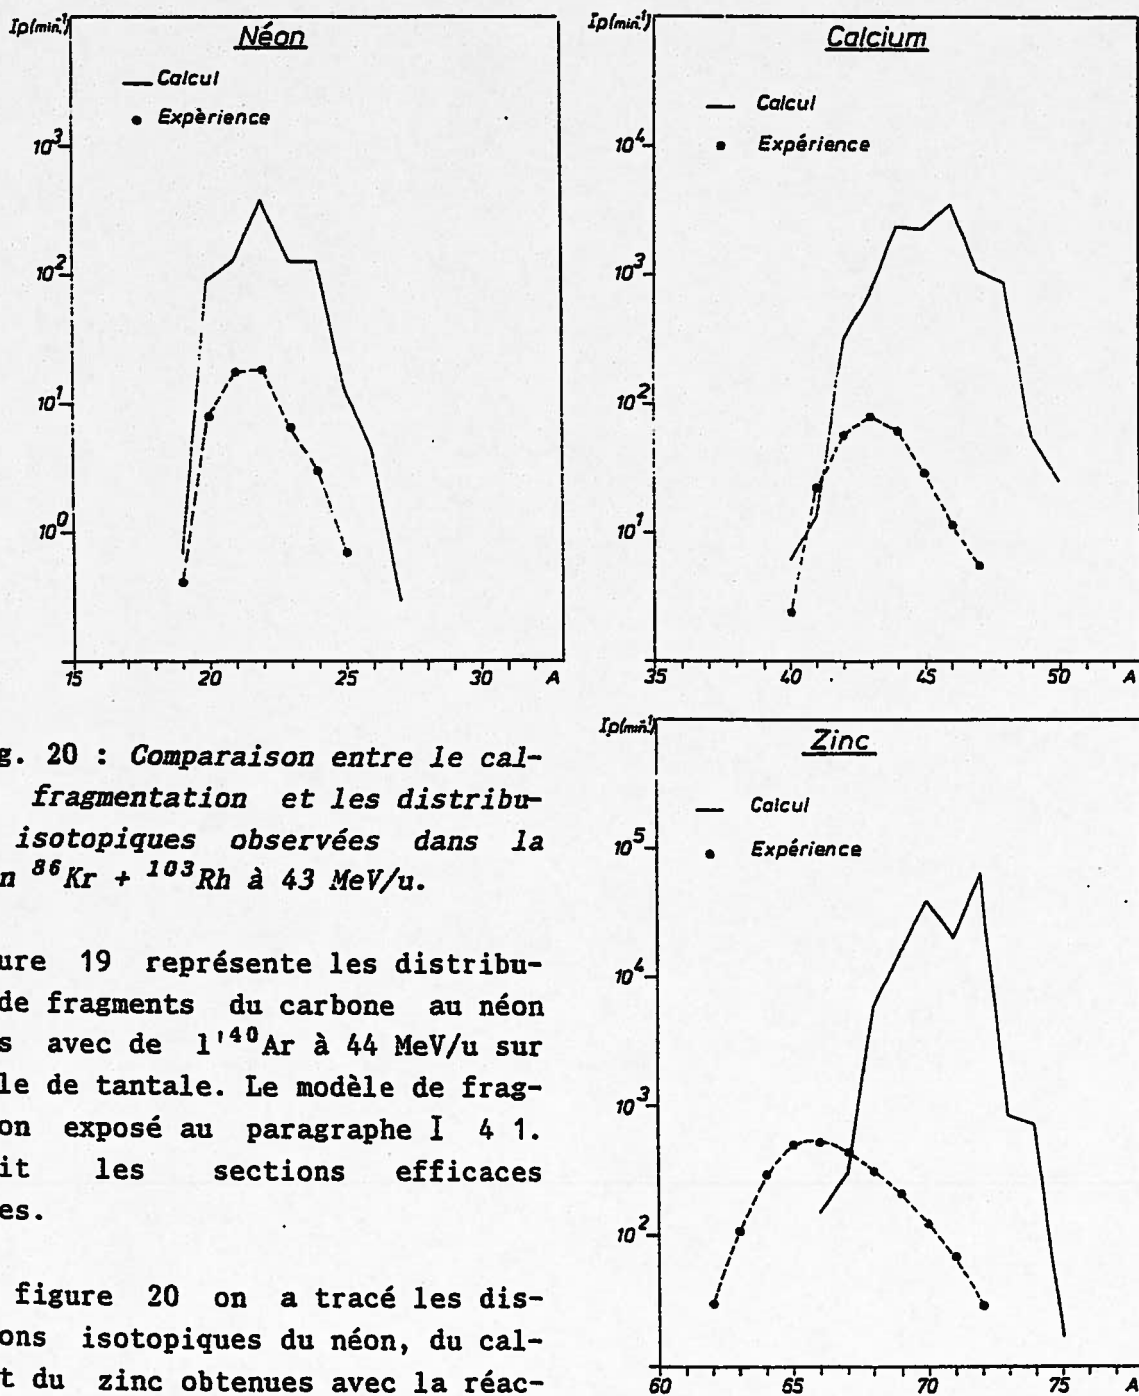 Ip(min.⁻¹)
Néon
— Calcul
• Expèrience
10³
10²
10¹
10⁰
15 20 25 30 A
Ip(min.⁻¹)
Calcium
— Calcul
• Expérience
10⁴
10³
10²
10¹
35 40 45 50 A
g. 20 : Comparaison entre le cal-
fragmentation et les distribu-
isotopiques observées dans la
n ⁸⁶Kr + ¹⁰³Rh à 43 MeV/u.
ure 19 représente les distribu-
de fragments du carbone au néon
s avec de l'⁴⁰Ar à 44 MeV/u sur
le de tantale. Le modèle de frag-
on exposé au paragraphe I 4 1.
it les sections efficaces
es.
figure 20 on a tracé les dis-
ons isotopiques du néon, du cal-
t du zinc obtenues avec la réac-
Ip(min.⁻¹)
Zinc
— Calcul
• Expérience
10⁵
10⁴
10³
10²
60 65 70 75 A